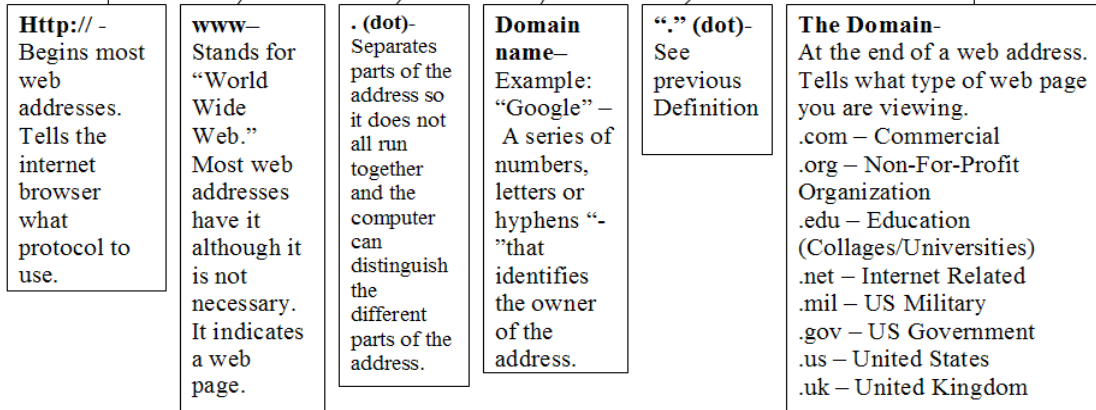 Http:// -
Begins most
web
addresses.
Tells the
internet
browser
what
protocol to
use.
www–
Stands for
“World
Wide
Web.”
Most web
addresses
have it
although it
is not
necessary.
It indicates
a web
page.
. (dot)-
Separates
parts of the
address so
it does not
all run
together
and the
computer
can
distinguish
the
different
parts of the
address.
Domain
name–
Example:
“Google” –
A series of
numbers,
letters or
hyphens “-
”that
identifies
the owner
of the
address.
“.” (dot)-
See
previous
Definition
The Domain-
At the end of a web address.
Tells what type of web page
you are viewing.
.com – Commercial
.org – Non-For-Profit
Organization
.edu – Education
(Collages/Universities)
.net – Internet Related
.mil – US Military
.gov – US Government
.us – United States
.uk – United Kingdom